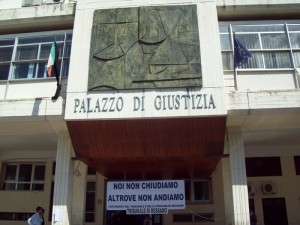 PALAZZO DI GIUSTIZIA
NOI NON CHIUDIAMO
ALTROVE NON ANDIAMO
TRIBUNALE DI ROSSANO